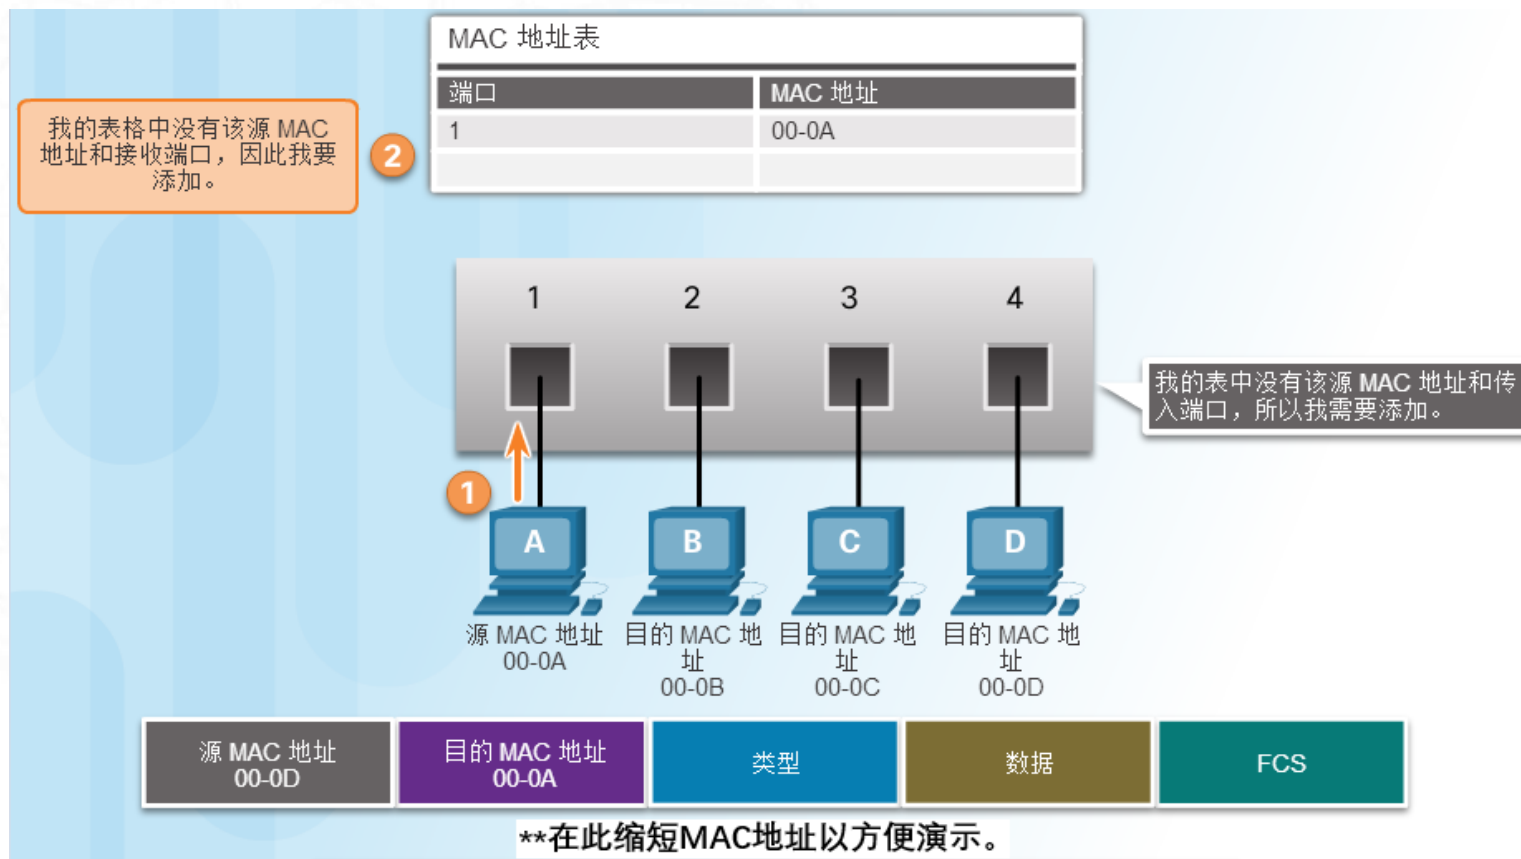 MAC 地址表
端口 MAC 地址
1 00-0A
我的表格中没有该源 MAC
地址和接收端口，因此我要
添加。
2
1 2 3 4
我的表中没有该源 MAC 地址和传
入端口，所以我需要添加。
1
A B C D
源 MAC 地址
00-0A
目的 MAC 地
址
00-0B
目的 MAC 地
址
00-0C
目的 MAC 地
址
00-0D
源 MAC 地址
00-0D
目的 MAC 地址
00-0A
类型
数据
FCS
**在此缩短MAC地址以方便演示。